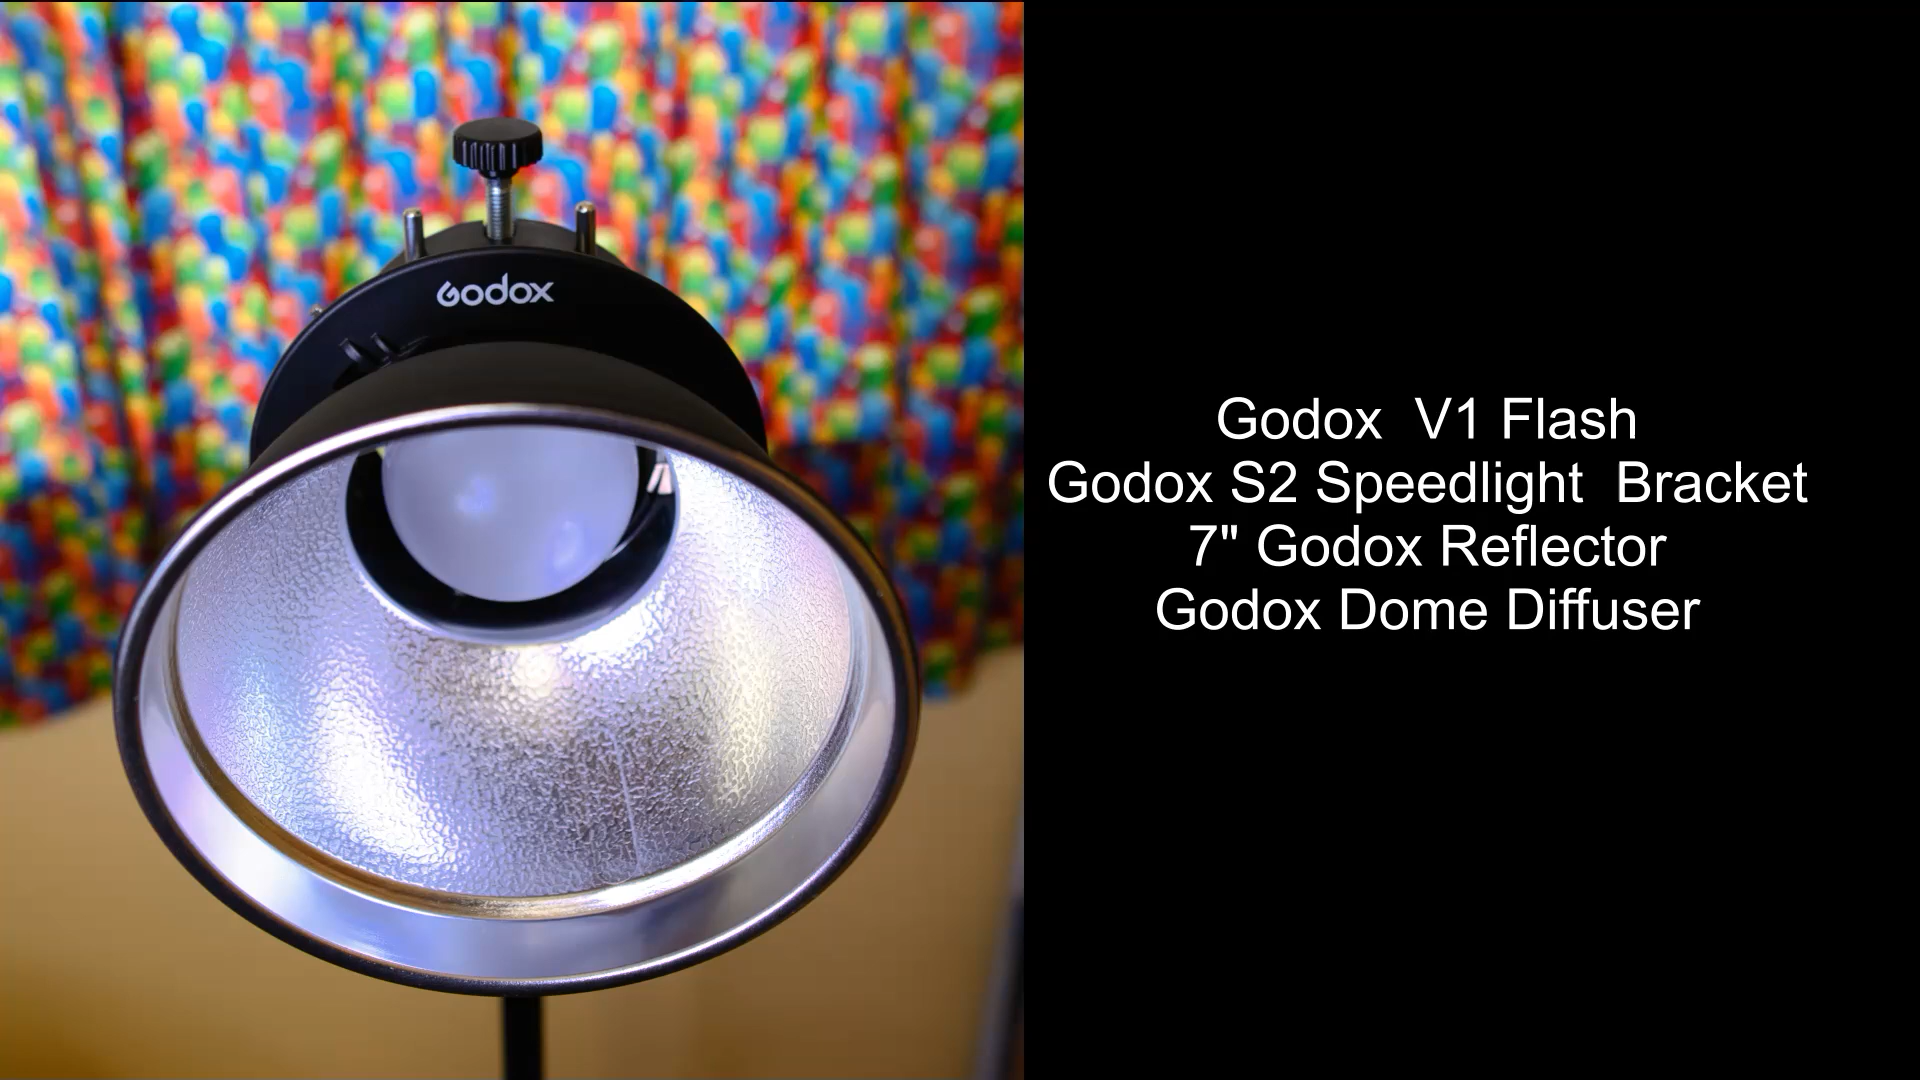 Godox
Godox V1 Flash
Godox S2 Speedlight Bracket
7" Godox Reflector
Godox Dome Diffuser